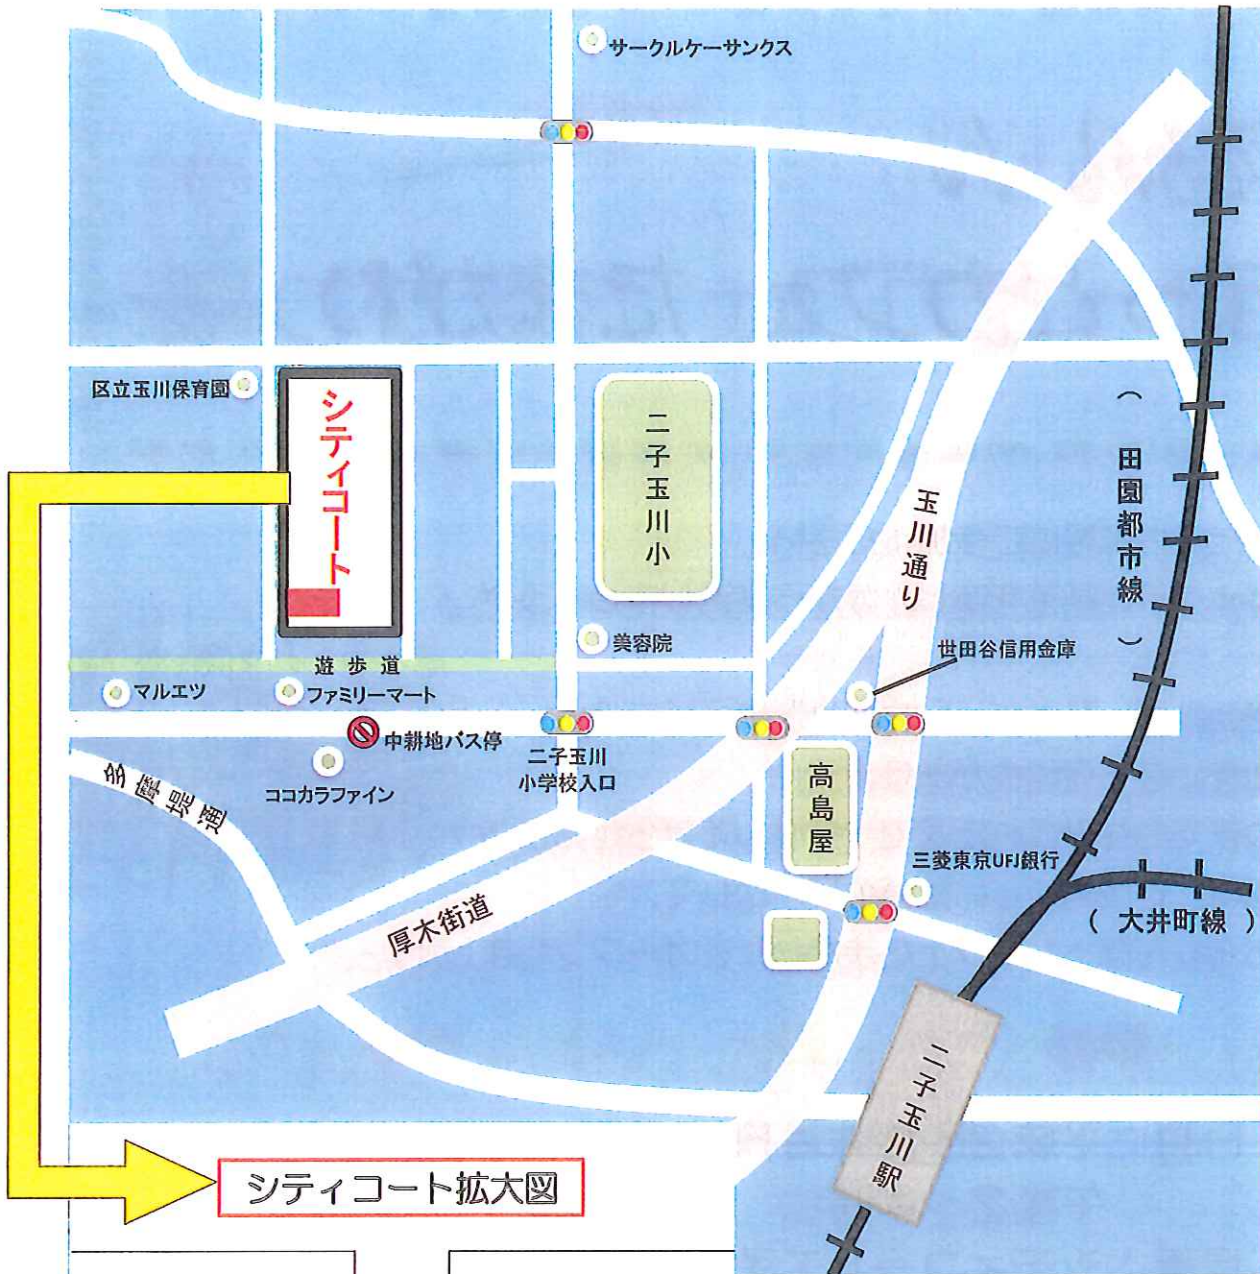 サークルケーサンクス
区立玉川保育園
シティコート
二子玉川小
玉川通り
（田園都市線）
美容院
世田谷信用金庫
遊歩道
マルエツ
ファミリーマート
中耕地バス停
二子玉川
小学校入口
ココカラファイン
多摩堤通
高島屋
三菱東京UFJ銀行
厚木街道
（大井町線）
二子玉川駅
シティコート拡大図